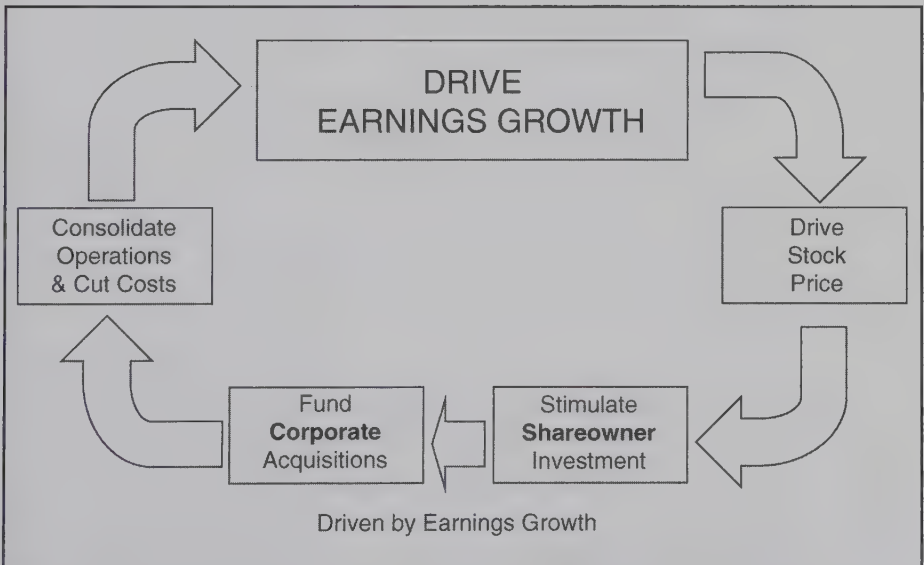 DRIVE
EARNINGS GROWTH
Consolidate
Operations
& Cut Costs
Drive
Stock
Price
Fund
Corporate
Acquisitions
Stimulate
Shareowner
Investment
Driven by Earnings Growth